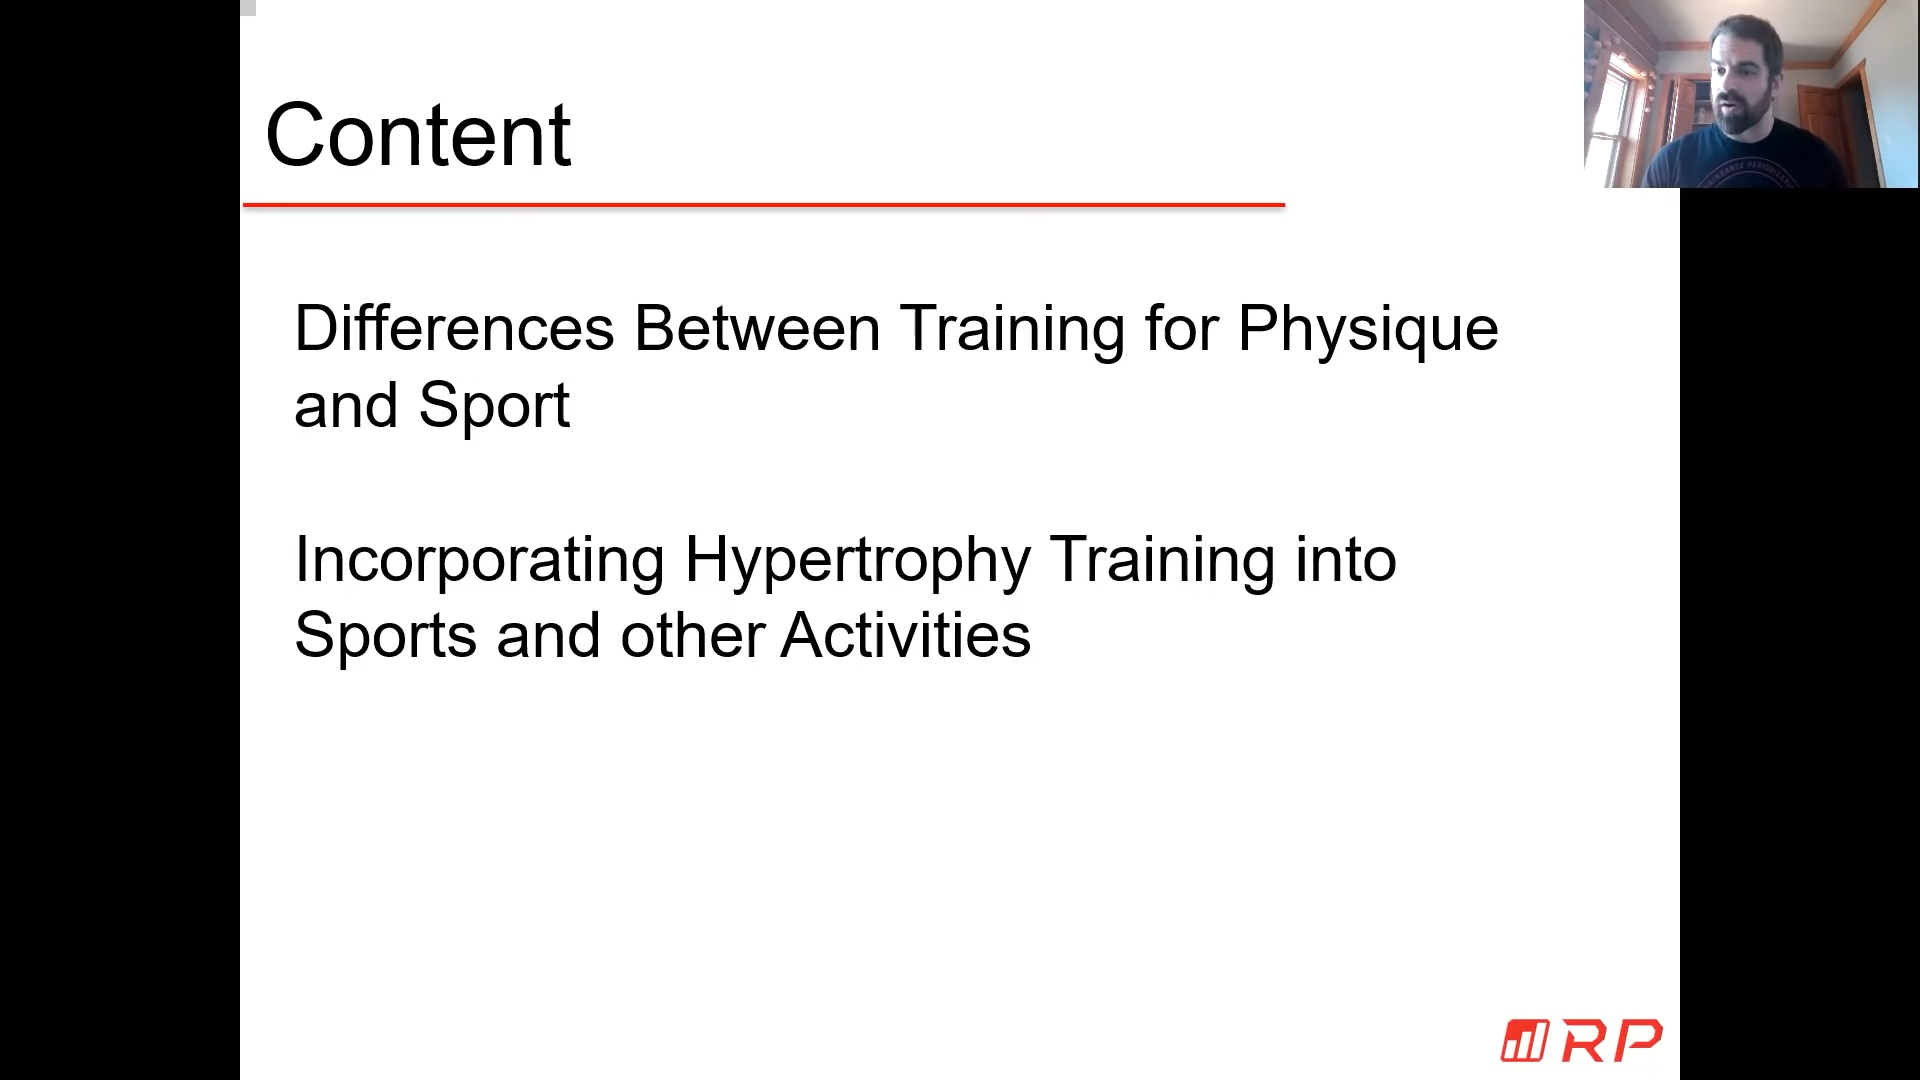 Content
Differences Between Training for Physique
and Sport
Incorporating Hypertrophy Training into
Sports and other Activities
RP